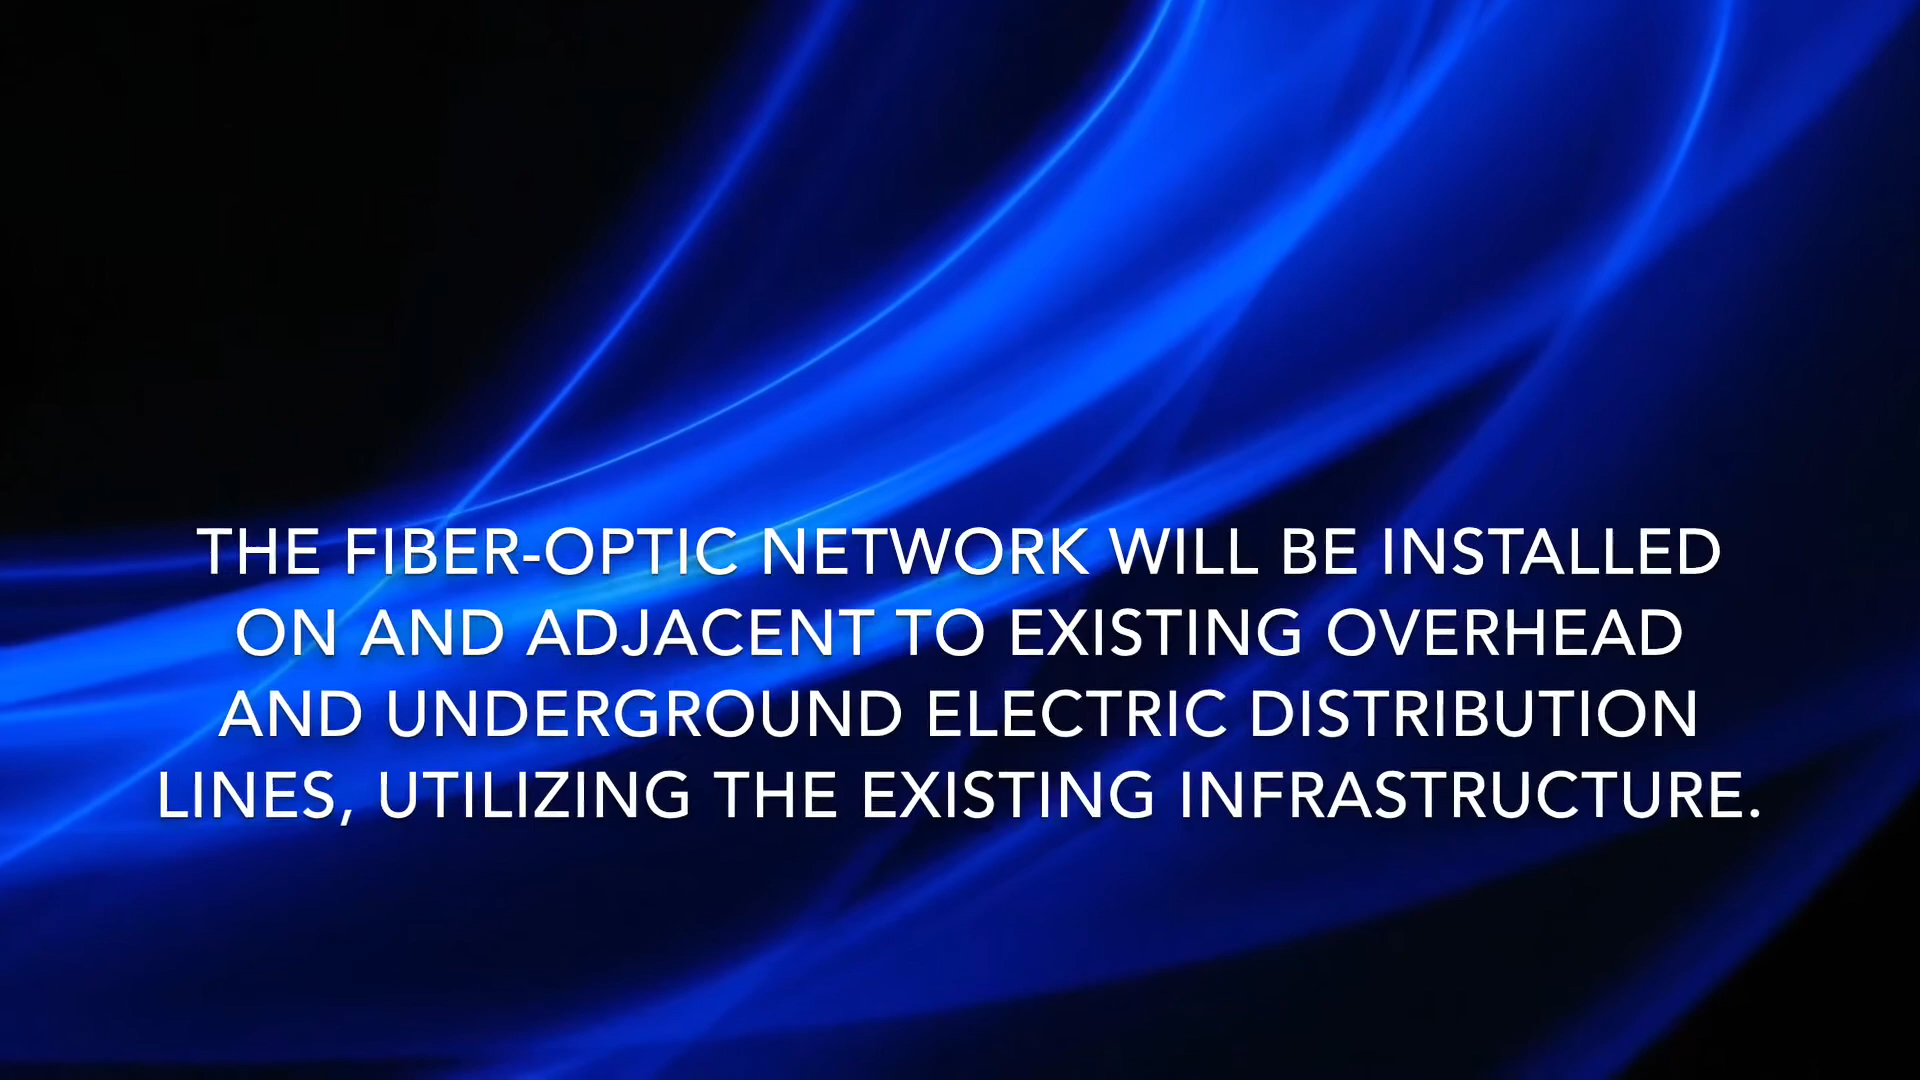 THE FIBER-OPTIC NETWORK WILL BE INSTALLED
ON AND ADJACENT TO EXISTING OVERHEAD
AND UNDERGROUND ELECTRIC DISTRIBUTION
LINES, UTILIZING THE EXISTING INFRASTRUCTURE.